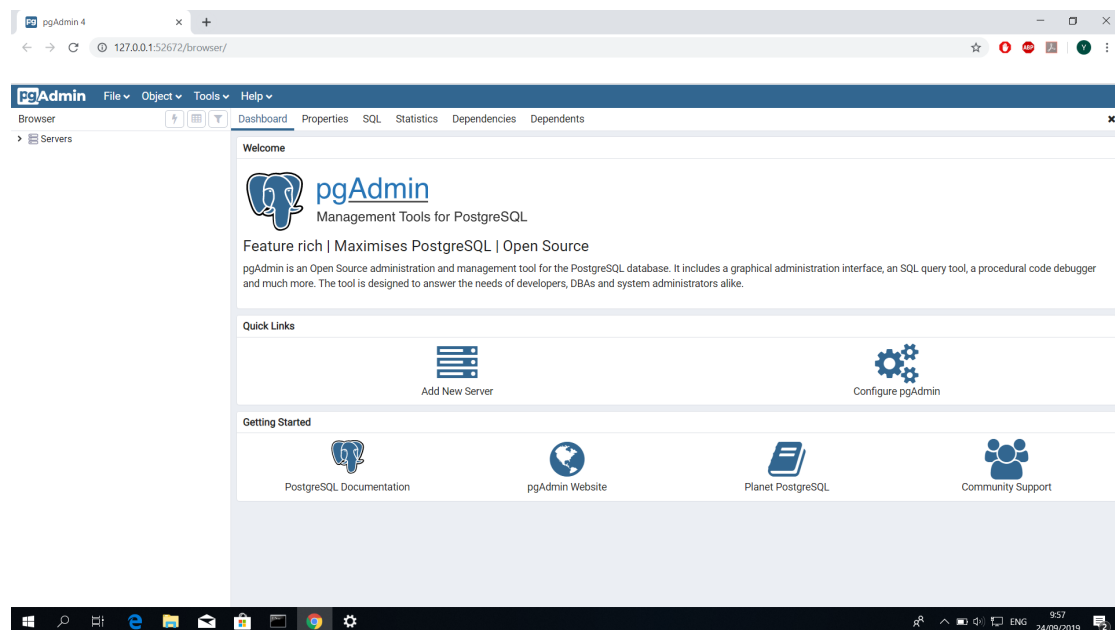 pgAdmin 4
127.0.0.1:52672/browser/
ABP
Y
pgAdmin File Object Tools Help
Browser
Dashboard Properties SQL Statistics Dependencies Dependents
Servers
Welcome
pgAdmin
Management Tools for PostgreSQL
Feature rich | Maximises PostgreSQL | Open Source
pgAdmin is an Open Source administration and management tool for the PostgreSQL database. It includes a graphical administration interface, an SQL query tool, a procedural code debugger
and much more. The tool is designed to answer the needs of developers, DBAs and system administrators alike.
Quick Links
Add New Server
Configure pgAdmin
Getting Started
PostgreSQL Documentation
pgAdmin Website
Planet PostgreSQL
Community Support
ENG
9:57
24/09/2019
2